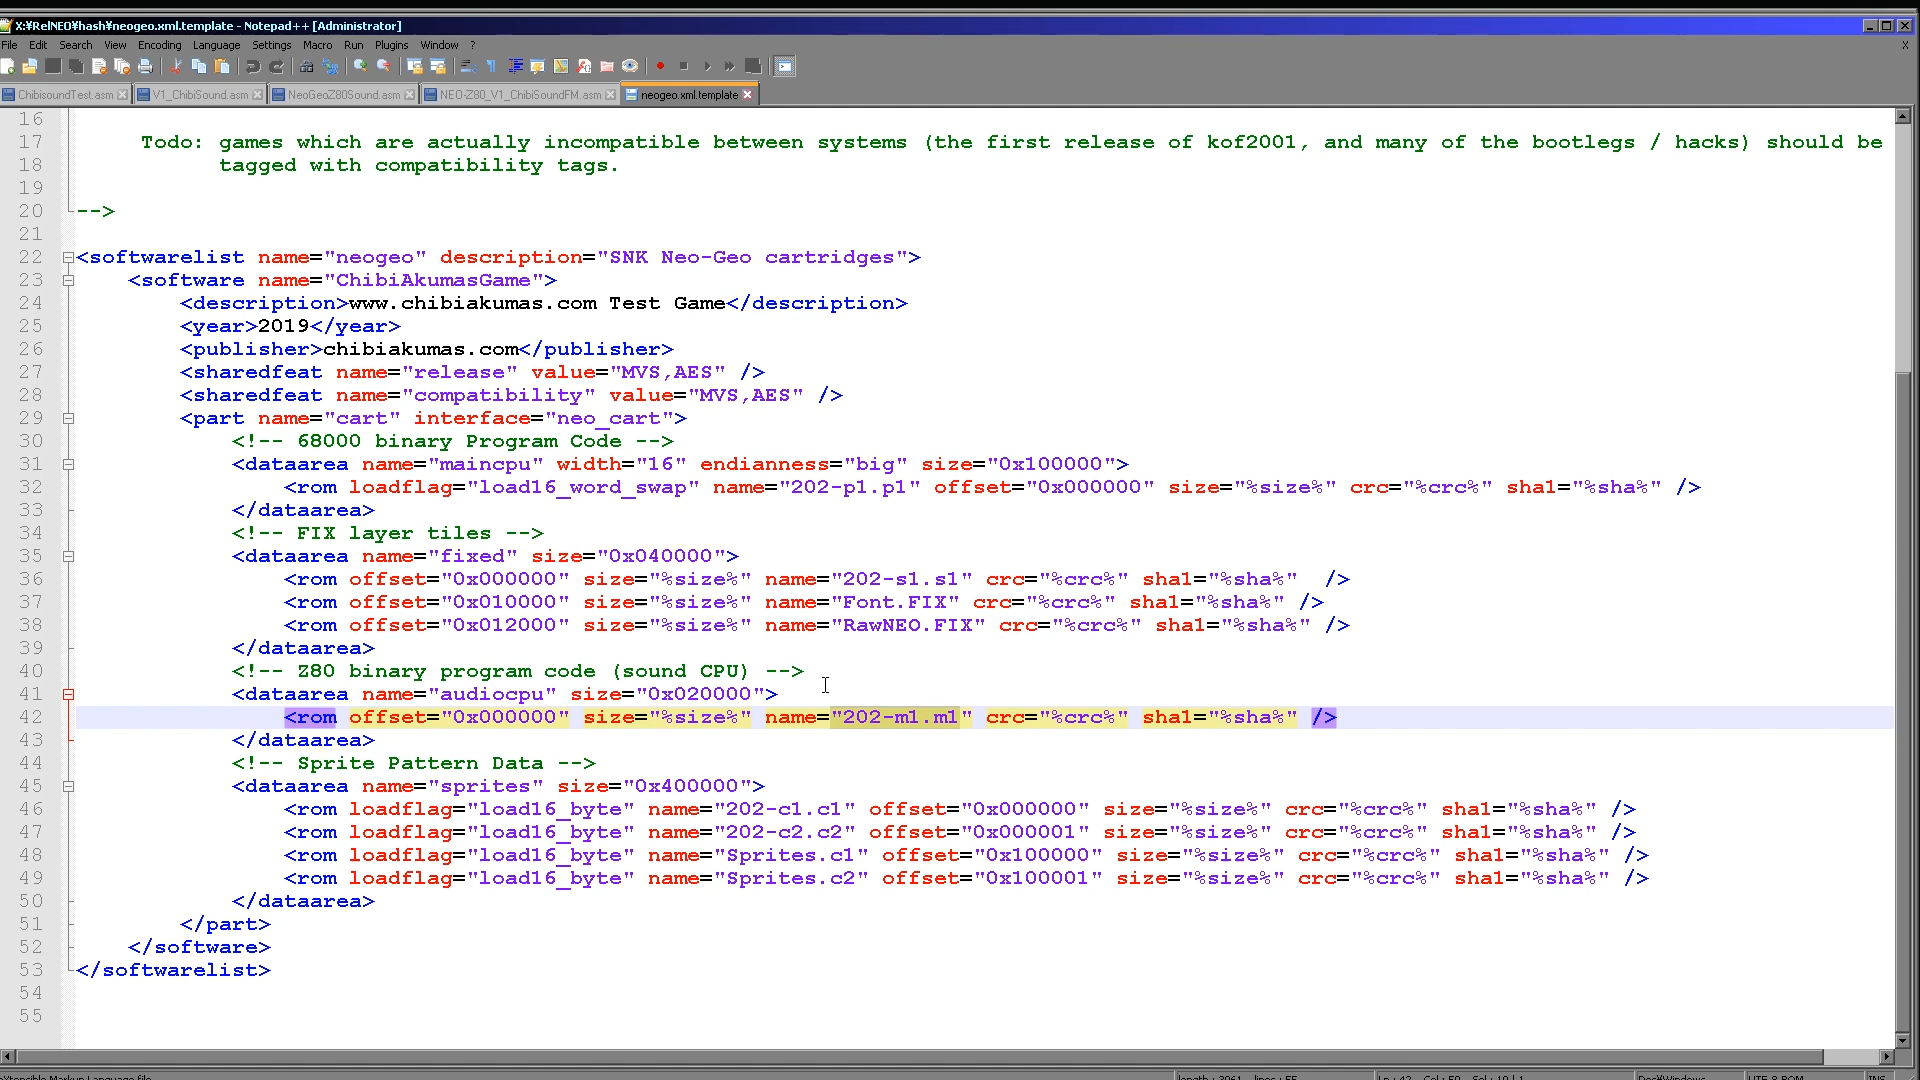 X:¥RelNEO¥hash¥neogeo.xml.template - Notepad++ [Administrator]
File Edit Search View Encoding Language Settings Macro Run Plugins Window ?
ChibisoundTest.asm V1_ChibiSound.asm NeoGeoZ80Sound.asm NEO-Z80_V1_ChibiSoundFM.asm neogeo.xml.template
16
17 Todo: games which are actually incompatible between systems (the first release of kof2001, and many of the bootlegs / hacks) should be
18 tagged with compatibility tags.
19
20 -->
21
22 <softwarelist name="neogeo" description="SNK Neo-Geo cartridges">
23 <software name="ChibiAkumasGame">
24 <description>www.chibiakumas.com Test Game</description>
25 <year>2019</year>
26 <publisher>chibiakumas.com</publisher>
27 <sharedfeat name="release" value="MVS,AES" />
28 <sharedfeat name="compatibility" value="MVS,AES" />
29 <part name="cart" interface="neo_cart">
30 <!-- 68000 binary Program Code -->
31 <dataarea name="maincpu" width="16" endianness="big" size="0x100000">
32 <rom loadflag="load16_word_swap" name="202-p1.p1" offset="0x000000" size="%size%" crc="%crc%" sha1="%sha%" />
33 </dataarea>
34 <!-- FIX layer tiles -->
35 <dataarea name="fixed" size="0x040000">
36 <rom offset="0x000000" size="%size%" name="202-s1.s1" crc="%crc%" sha1="%sha%" />
37 <rom offset="0x010000" size="%size%" name="Font.FIX" crc="%crc%" sha1="%sha%" />
38 <rom offset="0x012000" size="%size%" name="RawNEO.FIX" crc="%crc%" sha1="%sha%" />
39 </dataarea>
40 <!-- Z80 binary program code (sound CPU) -->
41 <dataarea name="audiocpu" size="0x020000">
42 <rom offset="0x000000" size="%size%" name="202-m1.m1" crc="%crc%" sha1="%sha%" />
43 </dataarea>
44 <!-- Sprite Pattern Data -->
45 <dataarea name="sprites" size="0x400000">
46 <rom loadflag="load16_byte" name="202-c1.c1" offset="0x000000" size="%size%" crc="%crc%" sha1="%sha%" />
47 <rom loadflag="load16_byte" name="202-c2.c2" offset="0x000001" size="%size%" crc="%crc%" sha1="%sha%" />
48 <rom loadflag="load16_byte" name="Sprites.c1" offset="0x100000" size="%size%" crc="%crc%" sha1="%sha%" />
49 <rom loadflag="load16_byte" name="Sprites.c2" offset="0x100001" size="%size%" crc="%crc%" sha1="%sha%" />
50 </dataarea>
51 </part>
52 </software>
53 </softwarelist>
54
55